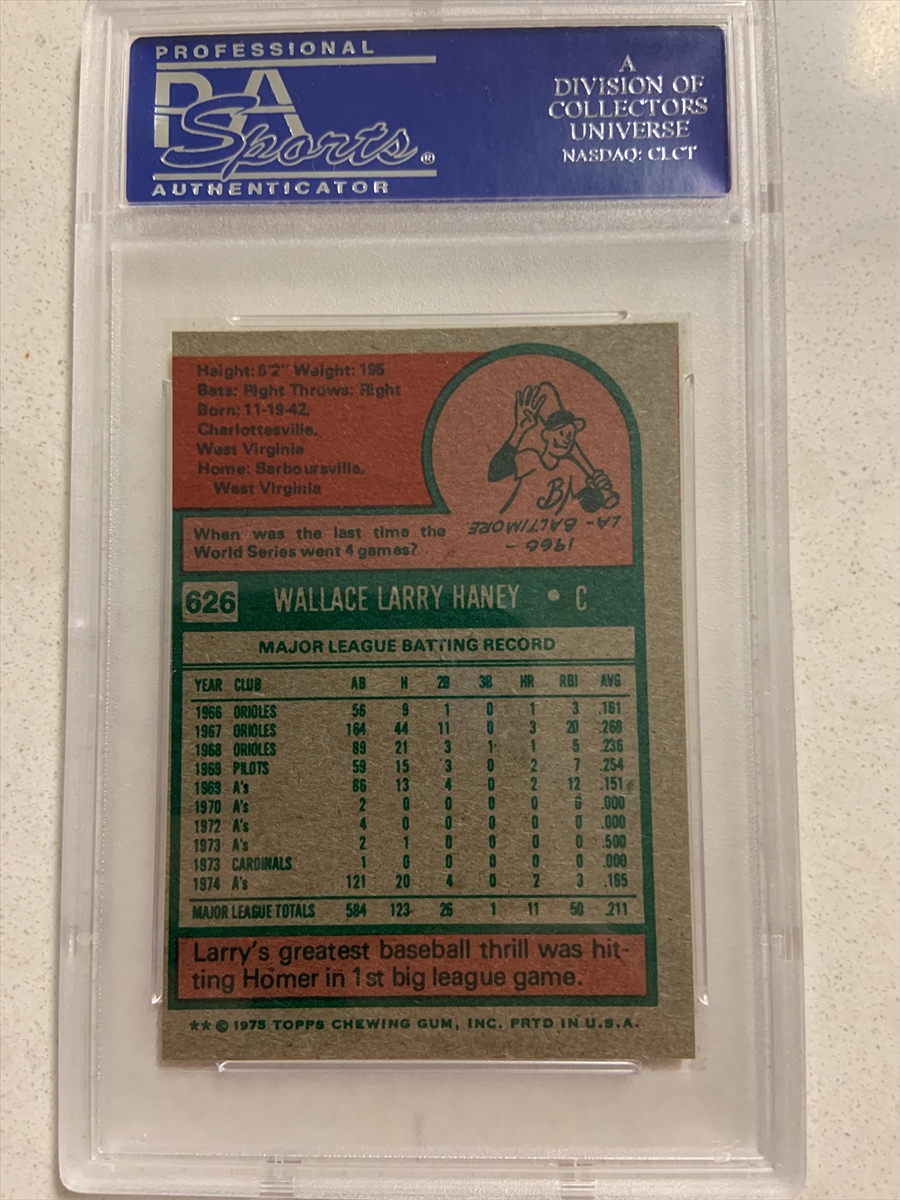 PROFESSIONAL
PSA
Sports®
AUTHENTICATOR
A
DIVISION OF
COLLECTORS
UNIVERSE
NASDAQ: CLCT
Height: 6'2" Weight: 195
Bats: Right Throws: Right
Born: 11-19-42,
Charlottesville,
West Virginia
Home: Barboursville,
West Virginia
When was the last time the
World Series went 4 games?
B
1966 -
LA- BALTIMORE
626 WALLACE LARRY HANEY • C
MAJOR LEAGUE BATTING RECORD
YEAR CLUB AB H 2B 3B HR RBI AVG
1966 ORIOLES 56 9 1 0 1 3 .161
1967 ORIOLES 164 44 11 0 3 20 .268
1968 ORIOLES 89 21 3 1 1 5 .236
1969 PILOTS 59 15 3 0 2 7 .254
1969 A's 86 13 4 0 2 12 .151
1970 A's 2 0 0 0 0 0 .000
1972 A's 4 0 0 0 0 0 .000
1973 A's 2 1 0 0 0 0 .500
1973 CARDINALS 1 0 0 0 0 0 .000
1974 A's 121 20 4 0 2 3 .165
MAJOR LEAGUE TOTALS 584 123 26 1 11 50 .211
Larry's greatest baseball thrill was hit-
ting Homer in 1st big league game.
** © 1975 TOPPS CHEWING GUM, INC. PRTD IN U.S.A.